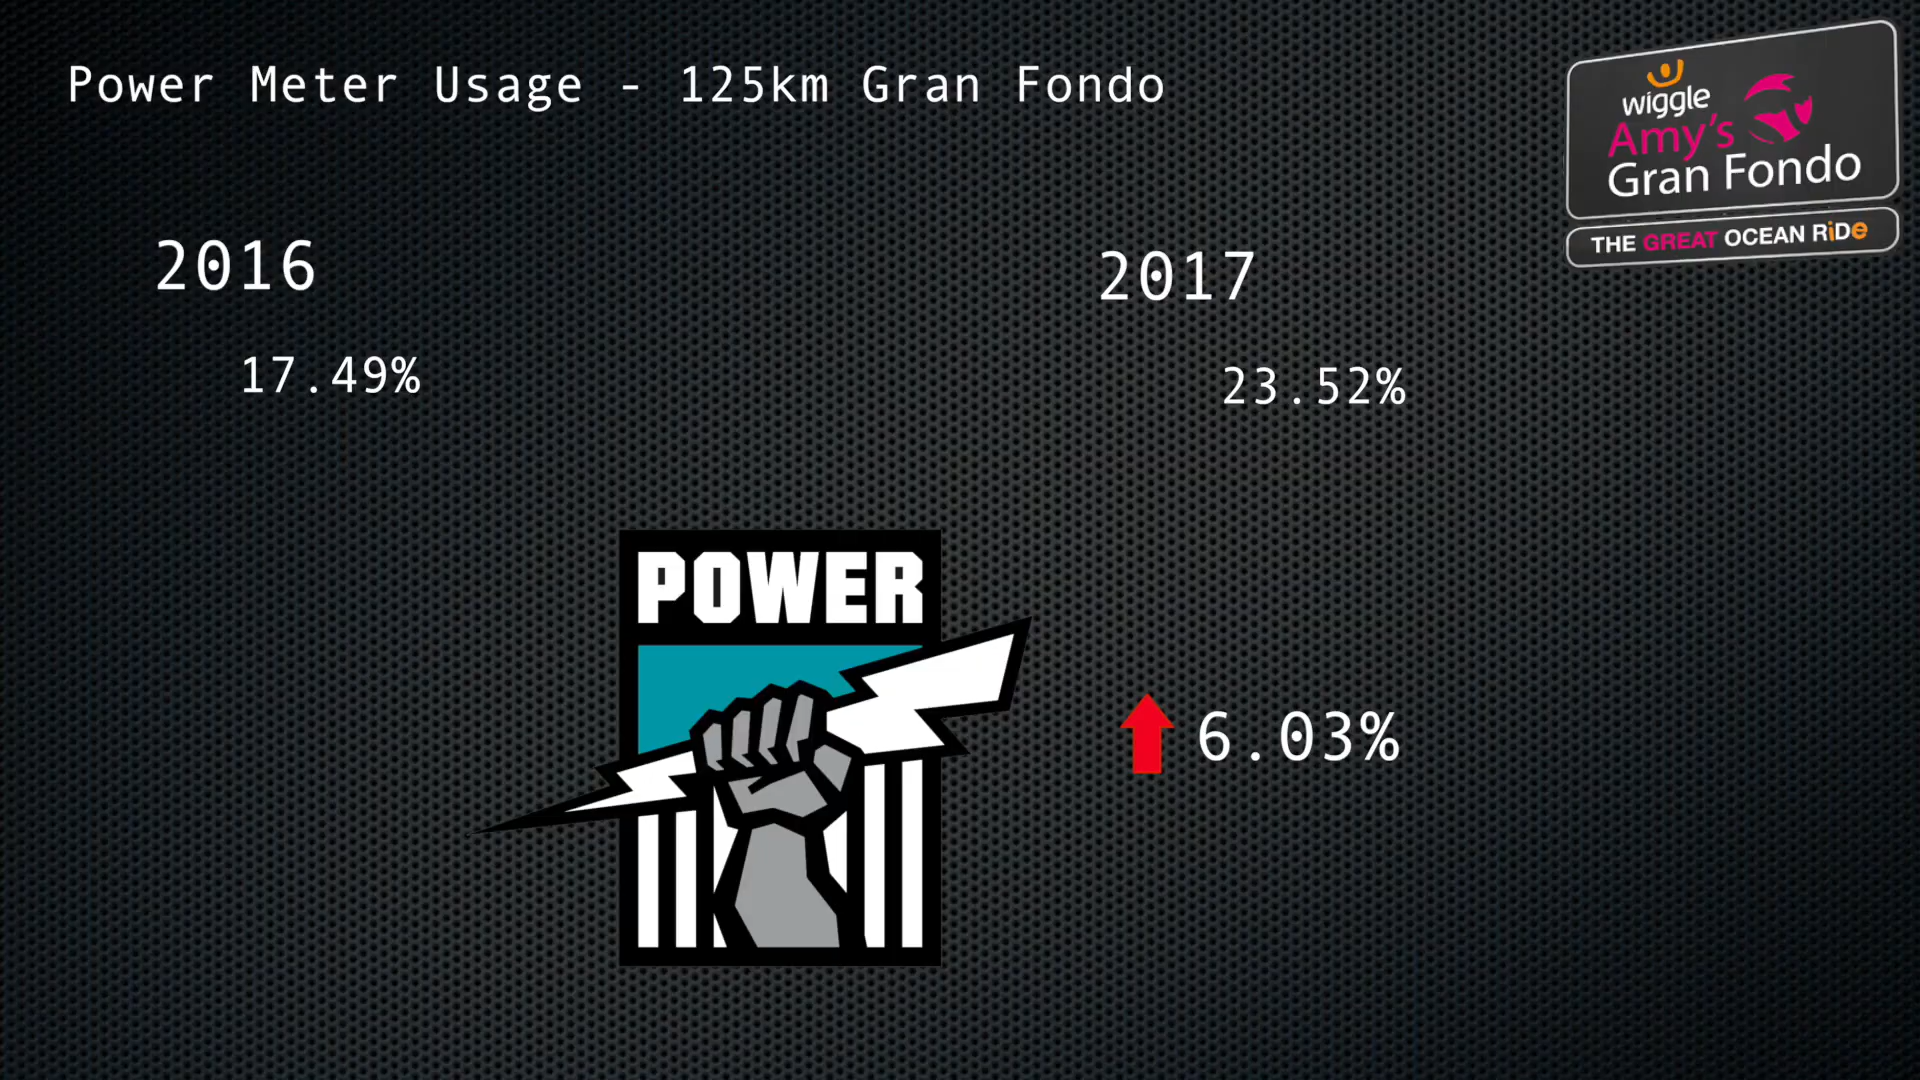 Power Meter Usage - 125km Gran Fondo
wiggle
Amy's
Gran Fondo
THE GREAT OCEAN RiDe
2016
2017
17.49%
23.52%
POWER
6.03%